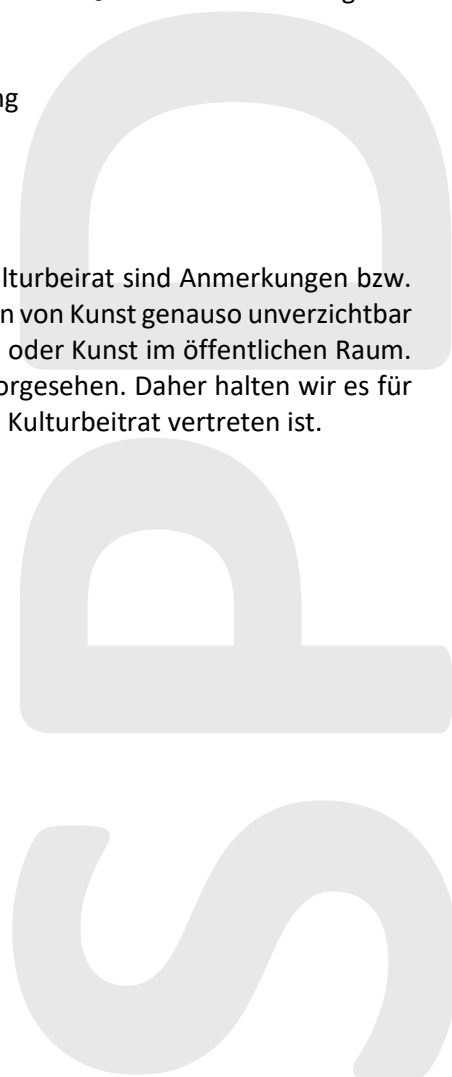 ng
lturbeirat sind Anmerkungen bzw.
n von Kunst genauso unverzichtbar
oder Kunst im öffentlichen Raum.
orgesehen. Daher halten wir es für
Kulturbeitrat vertreten ist.
SPD